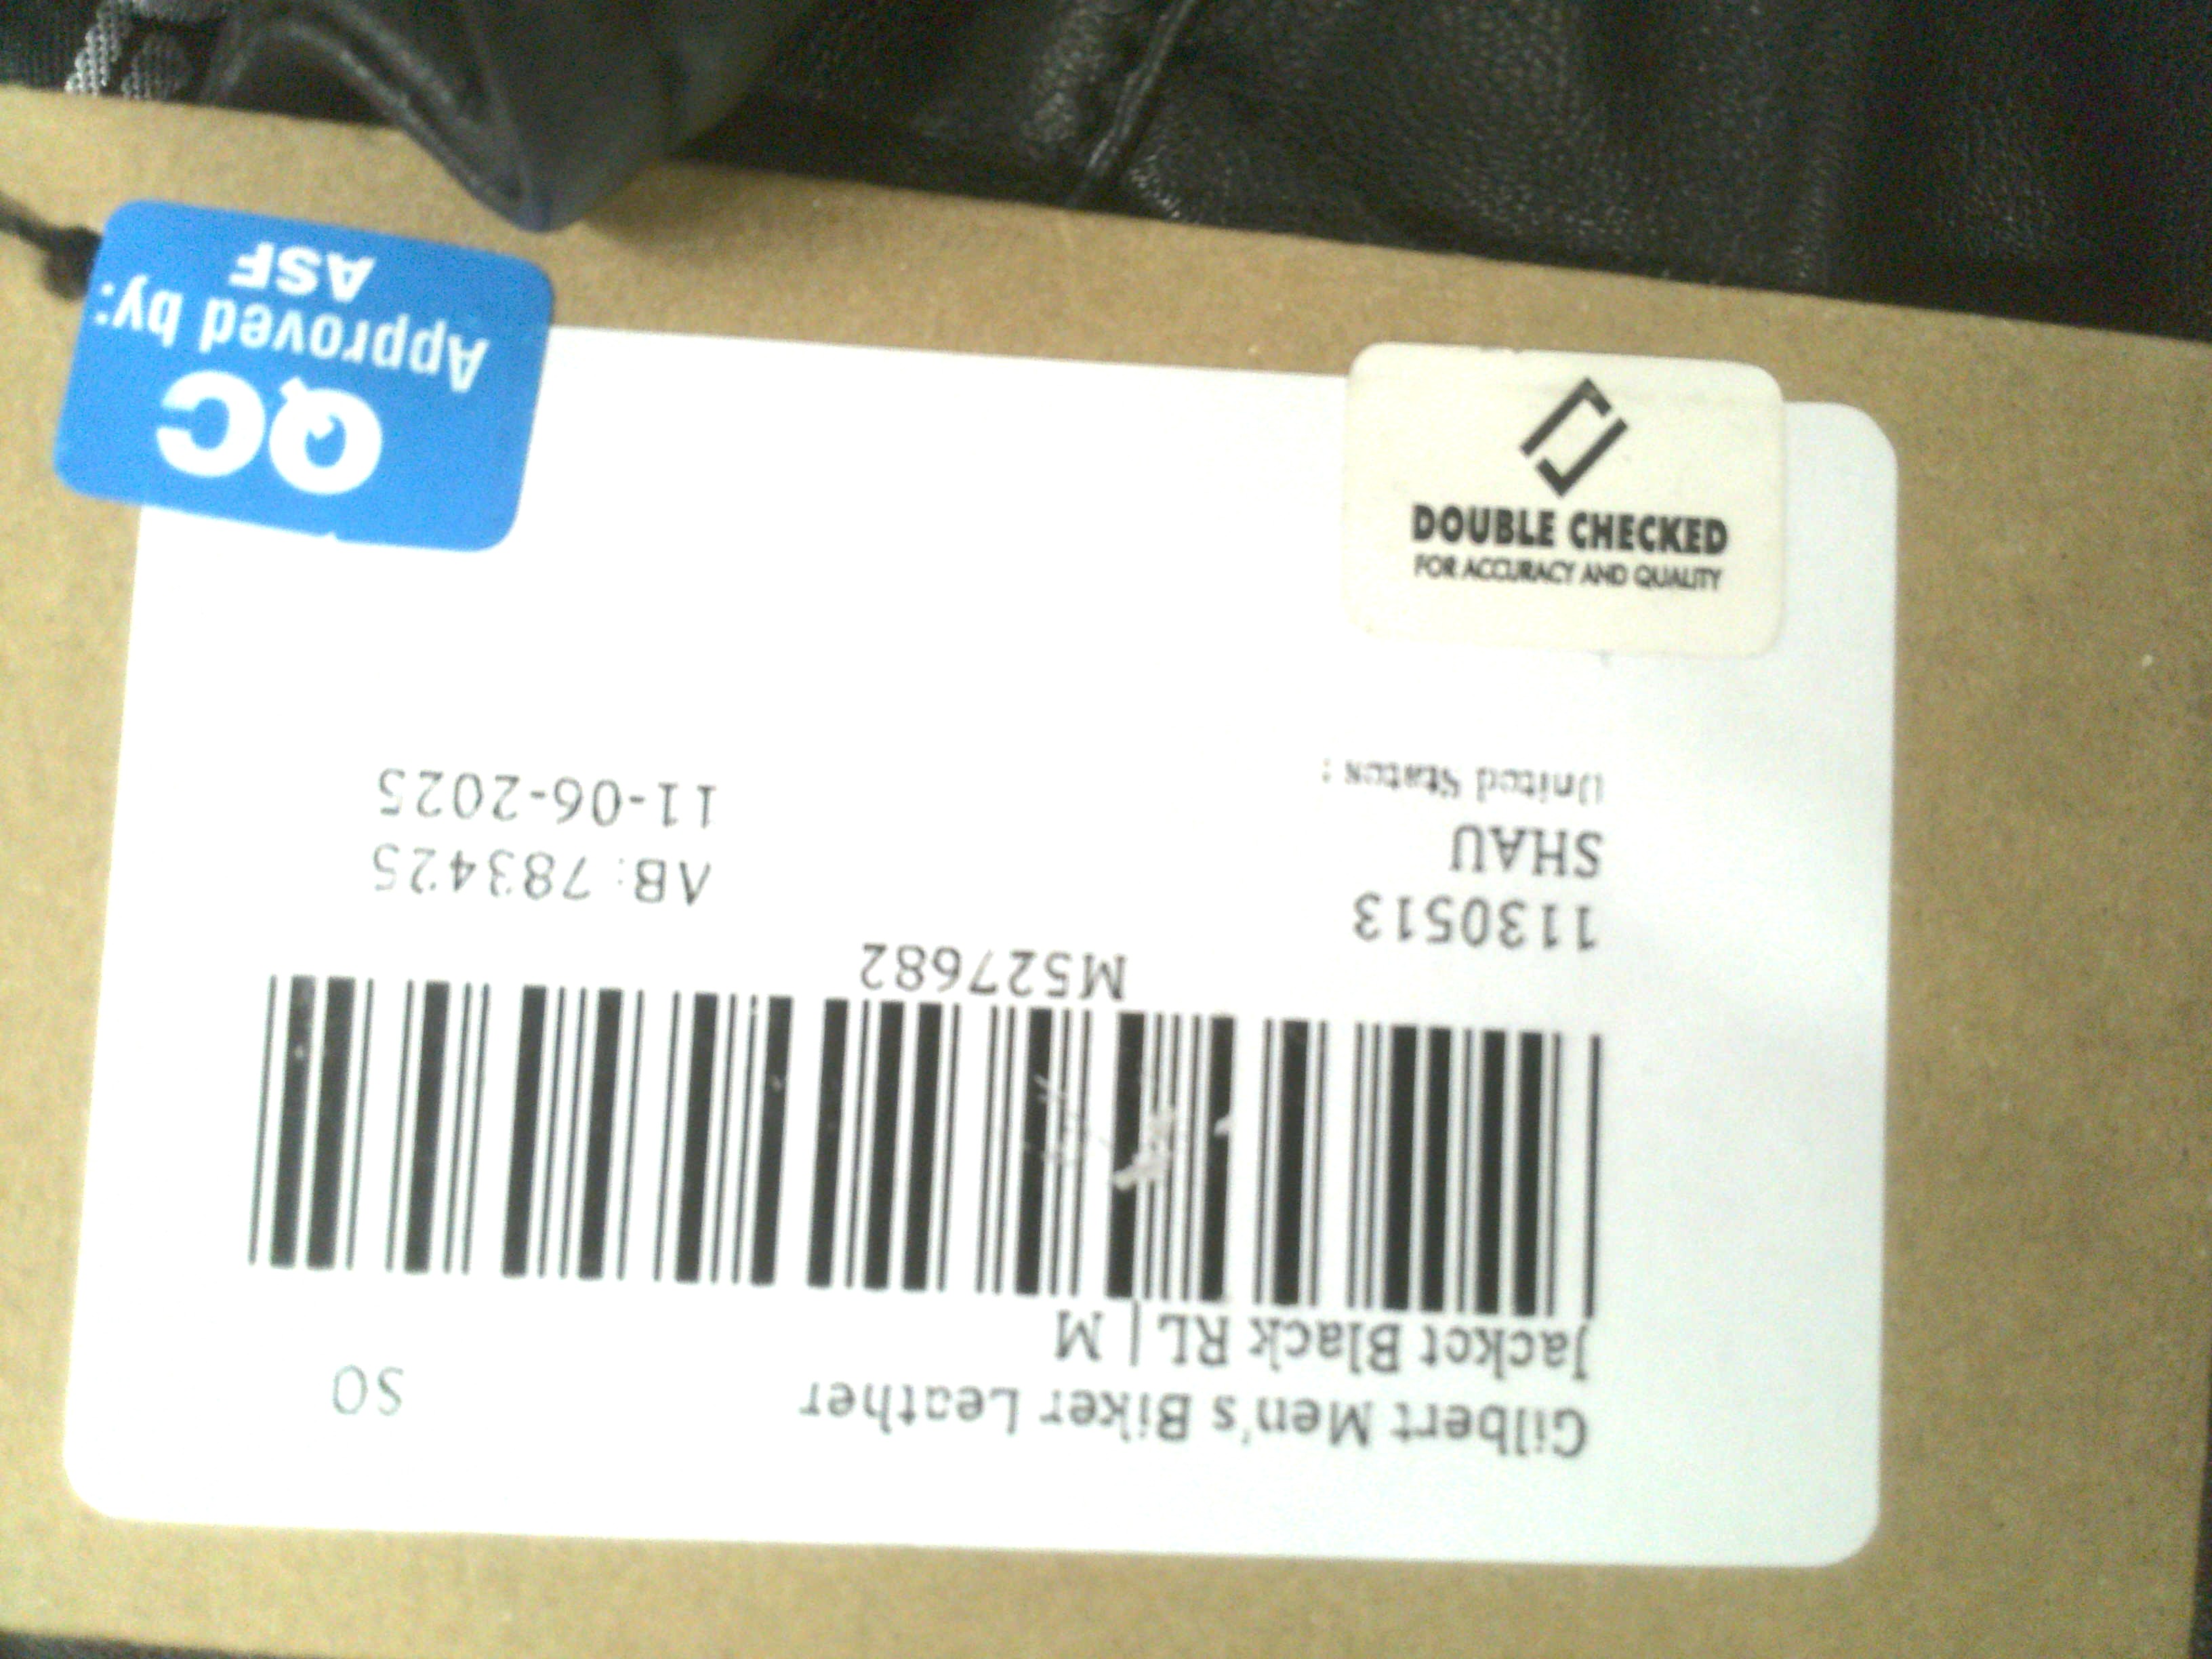 Gilbert Men's Biker Leather
Jacket Black RL | M
SO
M527682
1130513
SHAU
United States :
AB: 783425
11-06-2025
DOUBLE CHECKED
FOR ACCURACY AND QUALITY
QC
Approved by:
ASF